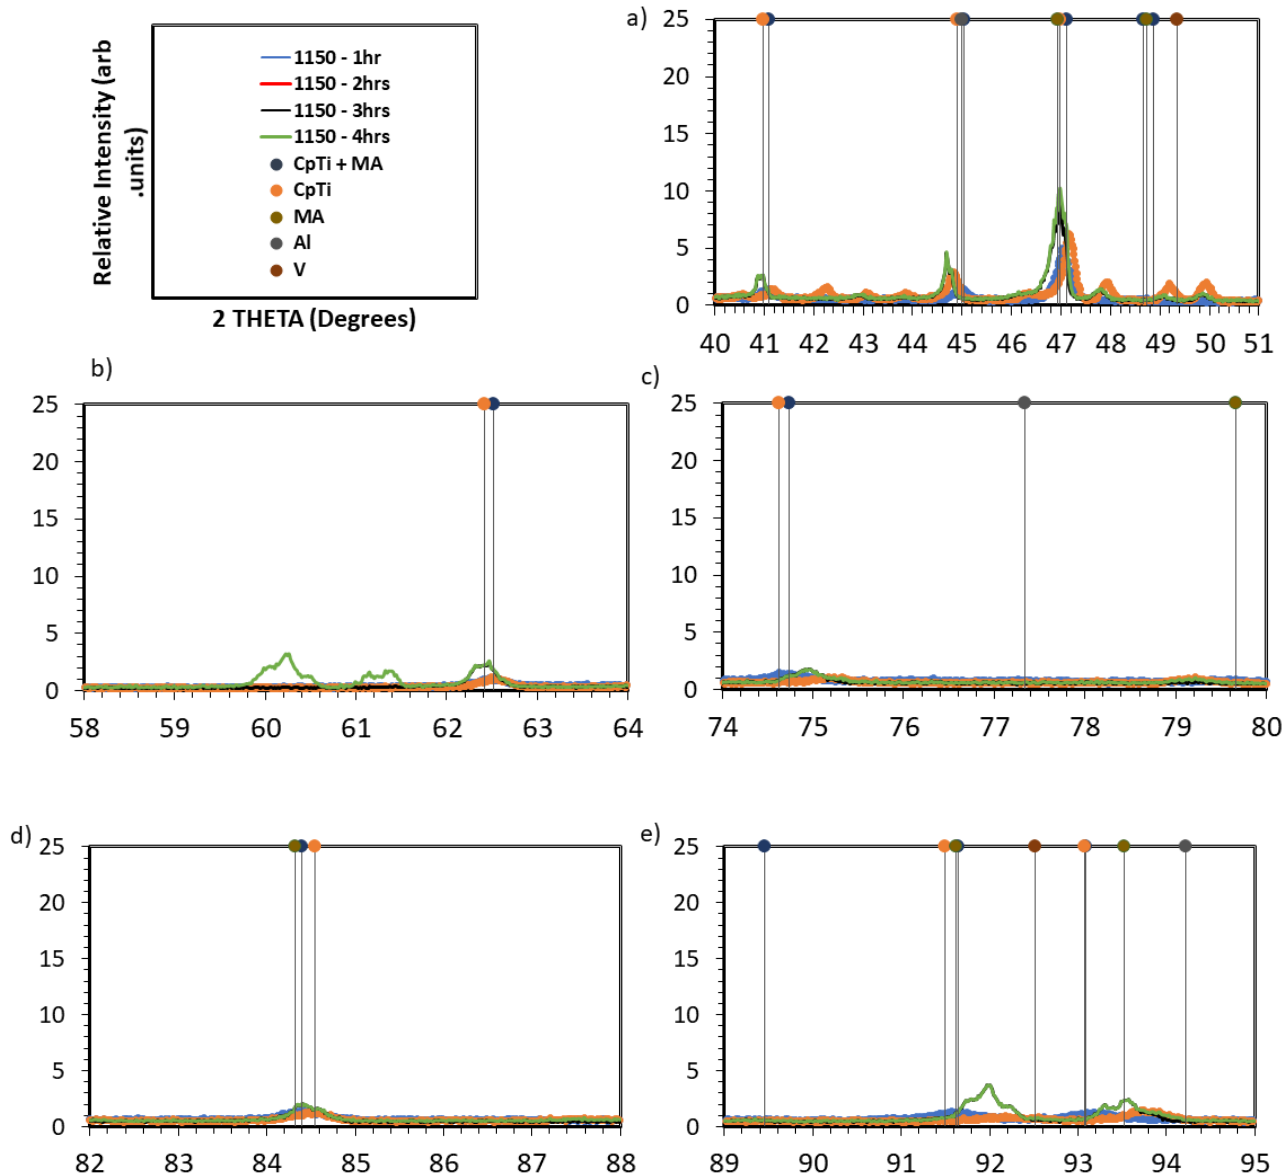 a)
Relative Intensity (arb
.units)
1150 - 1hr
1150 - 2hrs
1150 - 3hrs
1150 - 4hrs
CpTi + MA
CpTi
MA
Al
V
2 THETA (Degrees)
25
20
15
10
5
0
40 41 42 43 44 45 46 47 48 49 50 51
b)
25
20
15
10
5
0
58 59 60 61 62 63 64
c)
25
20
15
10
5
0
74 75 76 77 78 79 80
d)
25
20
15
10
5
0
82 83 84 85 86 87 88
e)
25
20
15
10
5
0
89 90 91 92 93 94 95